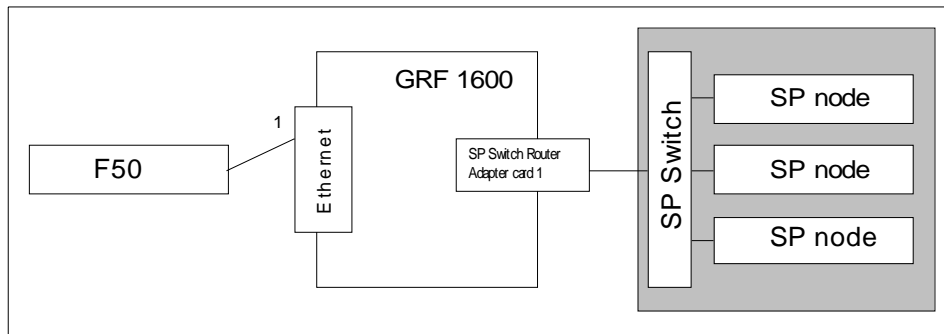 GRF 1600
1
F50
Ethernet
SP Switch Router
Adapter card 1
SP Switch
SP node
SP node
SP node